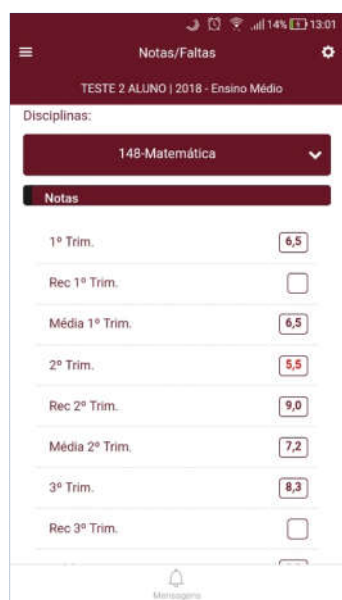 14% 13:01
Notas/Faltas
TESTE 2 ALUNO | 2018 - Ensino Médio
Disciplinas:
148-Matemática
Notas
1º Trim. 6,5
Rec 1º Trim.
Média 1º Trim. 6,5
2º Trim. 5,5
Rec 2º Trim. 9,0
Média 2º Trim. 7,2
3º Trim. 8,3
Rec 3º Trim.
Mensagens